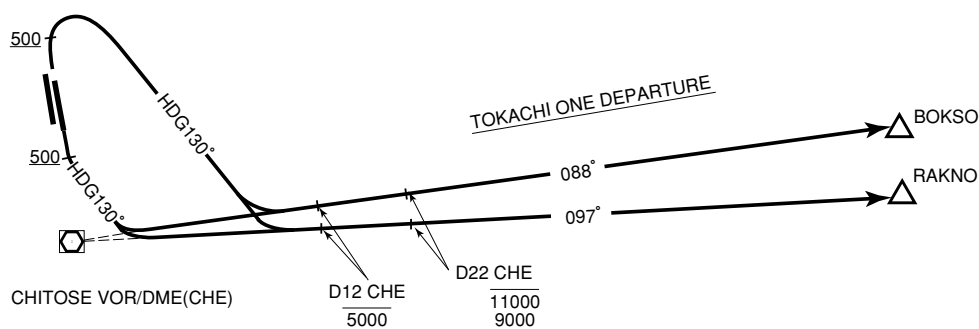 500
HDG130°
TOKACHI ONE DEPARTURE
BOKSO
500
HDG130°
088°
RAKNO
097°
CHITOSE VOR/DME(CHE)
D12 CHE
5000
D22 CHE
11000
9000